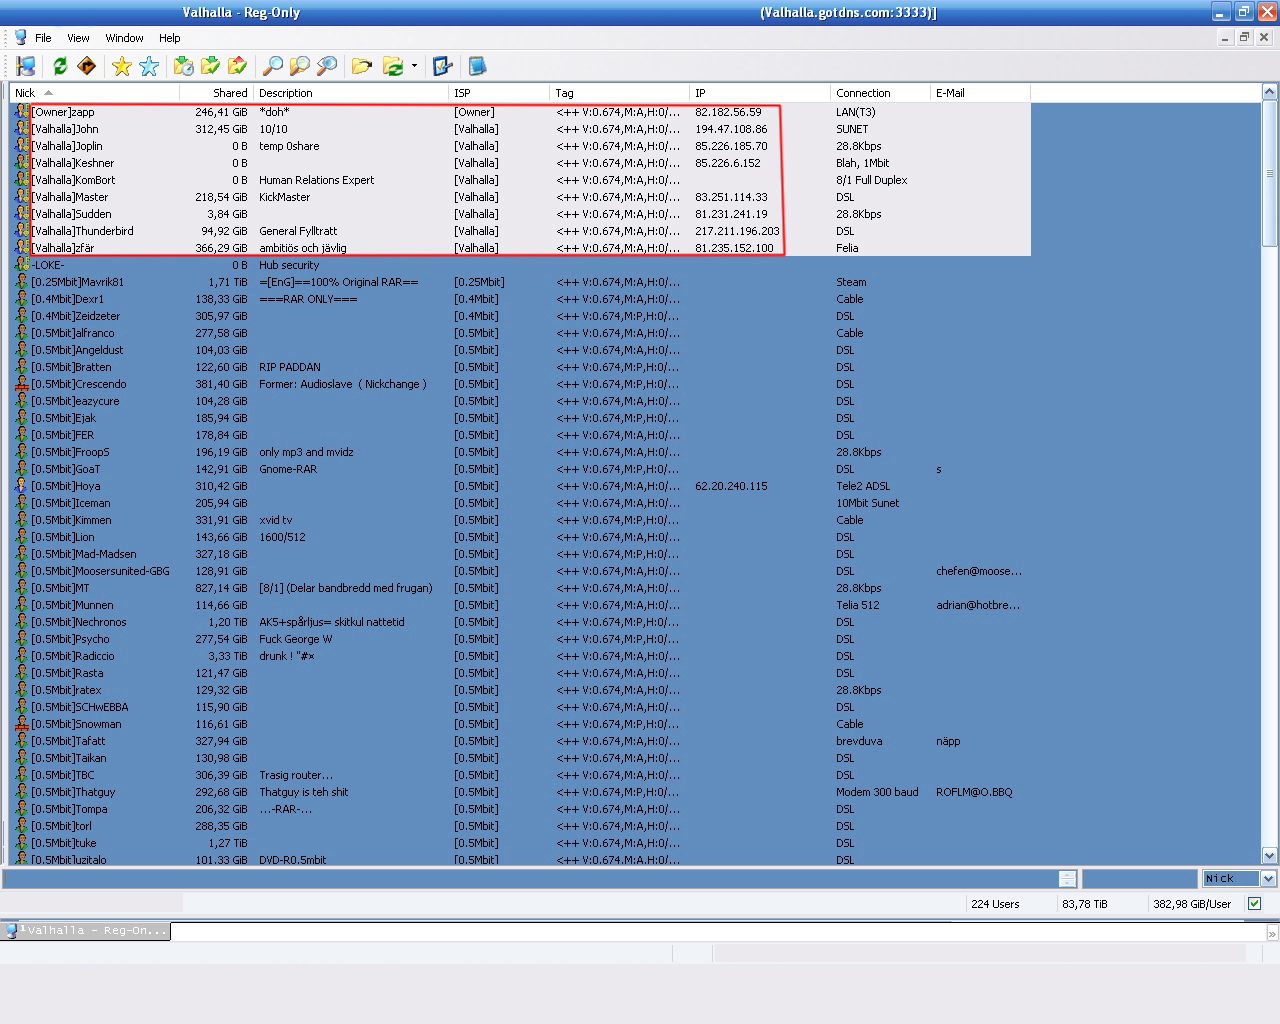 Valhalla - Reg-Only (Valhalla.gotdns.com:3333)]
File View Window Help
Nick Shared Description ISP Tag IP Connection E-Mail
[Owner]zapp 246,41 GiB *doh* [Owner] <++ V:0.674,M:A,H:0/... 82.182.56.59 LAN(T3)
[Valhalla]John 312,45 GiB 10/10 [Valhalla] <++ V:0.674,M:A,H:0/... 194.47.108.86 SUNET
[Valhalla]Joplin 0 B temp 0share [Valhalla] <++ V:0.674,M:A,H:0/... 85.226.185.70 28.8Kbps
[Valhalla]Keshner 0 B [Valhalla] <++ V:0.674,M:A,H:0/... 85.226.6.152 Blah, 1Mbit
[Valhalla]KomBort 0 B Human Relations Expert [Valhalla] <++ V:0.674,M:A,H:0/... 8/1 Full Duplex
[Valhalla]Master 218,54 GiB KickMaster [Valhalla] <++ V:0.674,M:A,H:0/... 83.251.114.33 DSL
[Valhalla]Sudden 3,84 GiB [Valhalla] <++ V:0.674,M:A,H:0/... 81.231.241.19 28.8Kbps
[Valhalla]Thunderbird 94,92 GiB General Fylltratt [Valhalla] <++ V:0.674,M:A,H:0/... 217.211.196.203 DSL
[Valhalla]zfär 366,29 GiB ambitiös och jävlig [Valhalla] <++ V:0.674,M:A,H:0/... 81.235.152.100 Felia
-LOKE- 0 B Hub security
[0.25Mbit]Mavrik81 1,71 TiB =[EnG]==100% Original RAR== [0.25Mbit] <++ V:0.674,M:A,H:0/... Steam
[0.4Mbit]Dexr1 138,33 GiB ===RAR ONLY=== [0.4Mbit] <++ V:0.674,M:A,H:0/... Cable
[0.4Mbit]Zeidzeter 305,97 GiB [0.4Mbit] <++ V:0.674,M:P,H:0/... DSL
[0.5Mbit]alfranco 277,58 GiB [0.5Mbit] <++ V:0.674,M:A,H:0/... Cable
[0.5Mbit]Angeldust 104,03 GiB [0.5Mbit] <++ V:0.674,M:A,H:0/... DSL
[0.5Mbit]Bratten 122,60 GiB RIP PADDAN [0.5Mbit] <++ V:0.674,M:A,H:0/... DSL
[0.5Mbit]Crescendo 381,40 GiB Former: Audioslave ( Nickchange ) [0.5Mbit] <++ V:0.674,M:A,H:0/... DSL
[0.5Mbit]eazycure 104,28 GiB [0.5Mbit] <++ V:0.674,M:A,H:0/... DSL
[0.5Mbit]Ejak 185,94 GiB [0.5Mbit] <++ V:0.674,M:P,H:0/... DSL
[0.5Mbit]FER 178,84 GiB [0.5Mbit] <++ V:0.674,M:A,H:0/... DSL
[0.5Mbit]FroopS 196,19 GiB only mp3 and mvidz [0.5Mbit] <++ V:0.674,M:A,H:0/... 28.8Kbps
[0.5Mbit]GoaT 142,91 GiB Gnome-RAR [0.5Mbit] <++ V:0.674,M:P,H:0/... DSL s
[0.5Mbit]Hoya 310,42 GiB [0.5Mbit] <++ V:0.674,M:A,H:0/... 62.20.240.115 Tele2 ADSL
[0.5Mbit]Iceman 205,94 GiB [0.5Mbit] <++ V:0.674,M:A,H:0/... 10Mbit Sunet
[0.5Mbit]Kimmen 331,91 GiB xvid tv [0.5Mbit] <++ V:0.674,M:P,H:0/... Cable
[0.5Mbit]Lion 143,66 GiB 1600/512 [0.5Mbit] <++ V:0.674,M:A,H:0/... DSL
[0.5Mbit]Mad-Madsen 327,18 GiB [0.5Mbit] <++ V:0.674,M:P,H:0/... DSL
[0.5Mbit]Moosersunited-GBG 128,91 GiB [0.5Mbit] <++ V:0.674,M:A,H:0/... DSL chefen@moose...
[0.5Mbit]MT 827,14 GiB [8/1] (Delar bandbredd med frugan) [0.5Mbit] <++ V:0.674,M:A,H:0/... 28.8Kbps
[0.5Mbit]Munnen 114,66 GiB [0.5Mbit] <++ V:0.674,M:A,H:0/... Telia 512 adrian@hotbre...
[0.5Mbit]Nechronos 1,20 TiB AK5+spårljus= skitkul nattetid [0.5Mbit] <++ V:0.674,M:A,H:0/... DSL
[0.5Mbit]Psycho 277,54 GiB Fuck George W [0.5Mbit] <++ V:0.674,M:P,H:0/... DSL
[0.5Mbit]Radiccio 3,33 TiB drunk ! "#¤ [0.5Mbit] <++ V:0.674,M:A,H:0/... DSL
[0.5Mbit]Rasta 121,47 GiB [0.5Mbit] <++ V:0.674,M:A,H:0/... DSL
[0.5Mbit]ratex 129,32 GiB [0.5Mbit] <++ V:0.674,M:A,H:0/... 28.8Kbps
[0.5Mbit]SCHwEBBA 115,90 GiB [0.5Mbit] <++ V:0.674,M:A,H:0/... DSL
[0.5Mbit]Snowman 116,61 GiB [0.5Mbit] <++ V:0.674,M:P,H:0/... Cable
[0.5Mbit]Tafatt 327,94 GiB [0.5Mbit] <++ V:0.674,M:A,H:0/... brevduva näpp
[0.5Mbit]Taikan 130,98 GiB [0.5Mbit] <++ V:0.674,M:A,H:0/... DSL
[0.5Mbit]TBC 306,39 GiB Trasig router... [0.5Mbit] <++ V:0.674,M:A,H:0/... DSL
[0.5Mbit]Thatguy 292,68 GiB Thatguy is teh shit [0.5Mbit] <++ V:0.674,M:P,H:0/... Modem 300 baud ROFLM@O.BBQ
[0.5Mbit]Tompa 206,32 GiB ...-RAR-... [0.5Mbit] <++ V:0.674,M:A,H:0/... DSL
[0.5Mbit]torl 288,35 GiB [0.5Mbit] <++ V:0.674,M:A,H:0/... DSL
[0.5Mbit]tuke 1,27 TiB [0.5Mbit] <++ V:0.674,M:A,H:0/... DSL
[0.5Mbit]uzitalo 101,33 GiB DVD-R0.5mbit [0.5Mbit] <++ V:0.674,M:A,H:0/... DSL
Nick
224 Users 83,78 TiB 382,98 GiB/User
1Valhalla - Reg-On...